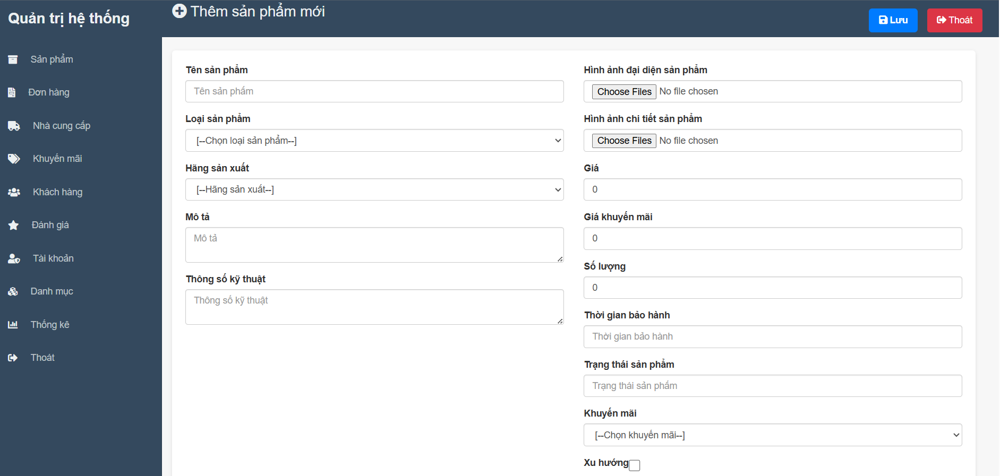 Quản trị hệ thống
Sản phẩm
Đơn hàng
Nhà cung cấp
Khuyến mãi
Khách hàng
Đánh giá
Tài khoản
Danh mục
Thống kê
Thoát
Thêm sản phẩm mới
Lưu
Thoát
Tên sản phẩm
Tên sản phẩm
Loại sản phẩm
[--Chọn loại sản phẩm--]
Hãng sản xuất
[--Hãng sản xuất--]
Mô tả
Mô tả
Thông số kỹ thuật
Thông số kỹ thuật
Hình ảnh đại diện sản phẩm
Choose Files No file chosen
Hình ảnh chi tiết sản phẩm
Choose Files No file chosen
Giá
0
Giá khuyến mãi
0
Số lượng
0
Thời gian bảo hành
Thời gian bảo hành
Trạng thái sản phẩm
Trạng thái sản phẩm
Khuyến mãi
[--Chọn khuyến mãi--]
Xu hướng